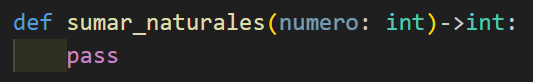 def sumar_naturales(numero: int)->int:
    pass